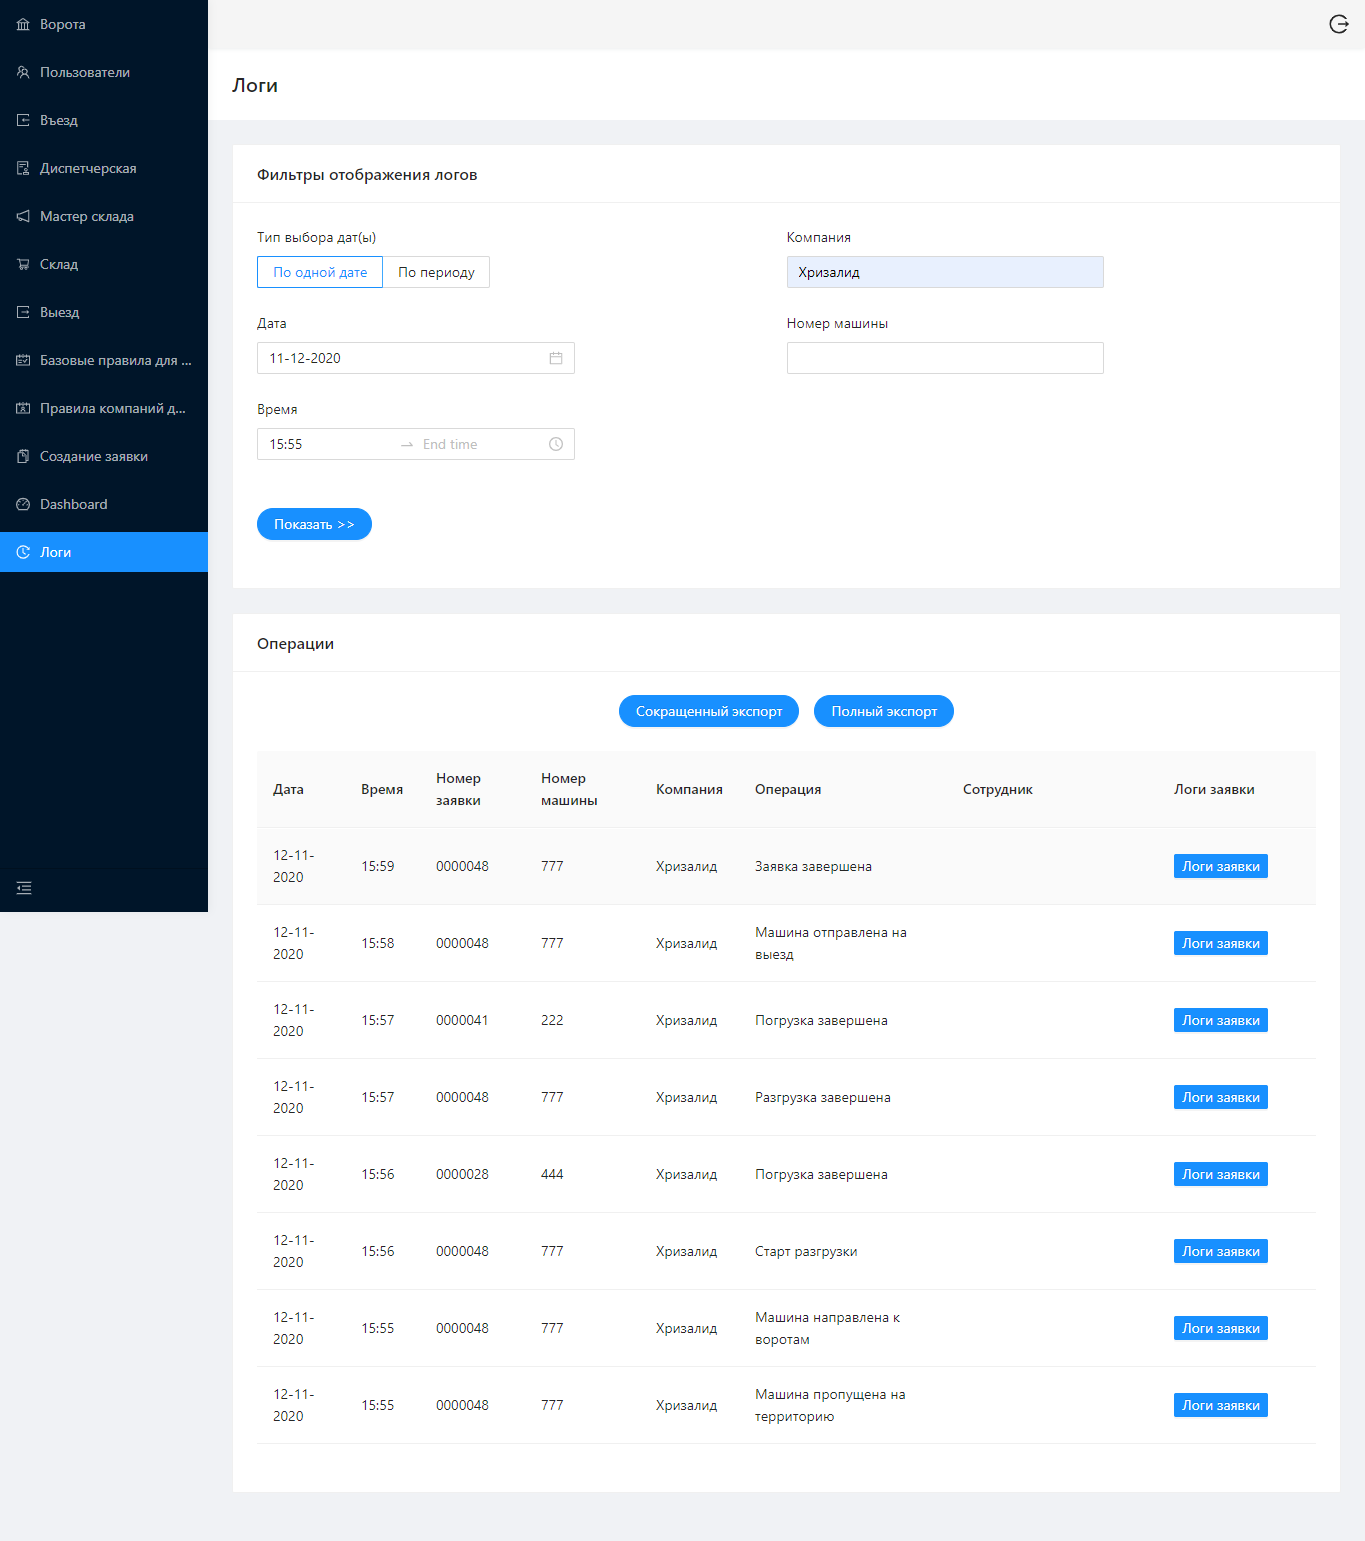 Ворота
Пользователи
Въезд
Диспетчерская
Мастер склада
Склад
Выезд
Базовые правила для ...
Правила компаний д...
Создание заявки
Dashboard
Логи
Логи
Фильтры отображения логов
Тип выбора дат(ы)
По одной дате По периоду
Компания
Хризалид
Дата
11-12-2020
Номер машины
Время
15:55 → End time
Показать >>
Операции
Сокращенный экспорт Полный экспорт
Дата Время Номер заявки Номер машины Компания Операция Сотрудник Логи заявки
12-11-2020 15:59 0000048 777 Хризалид Заявка завершена Логи заявки
12-11-2020 15:58 0000048 777 Хризалид Машина отправлена на выезд Логи заявки
12-11-2020 15:57 0000041 222 Хризалид Погрузка завершена Логи заявки
12-11-2020 15:57 0000048 777 Хризалид Разгрузка завершена Логи заявки
12-11-2020 15:56 0000028 444 Хризалид Погрузка завершена Логи заявки
12-11-2020 15:56 0000048 777 Хризалид Старт разгрузки Логи заявки
12-11-2020 15:55 0000048 777 Хризалид Машина направлена к воротам Логи заявки
12-11-2020 15:55 0000048 777 Хризалид Машина пропущена на территорию Логи заявки